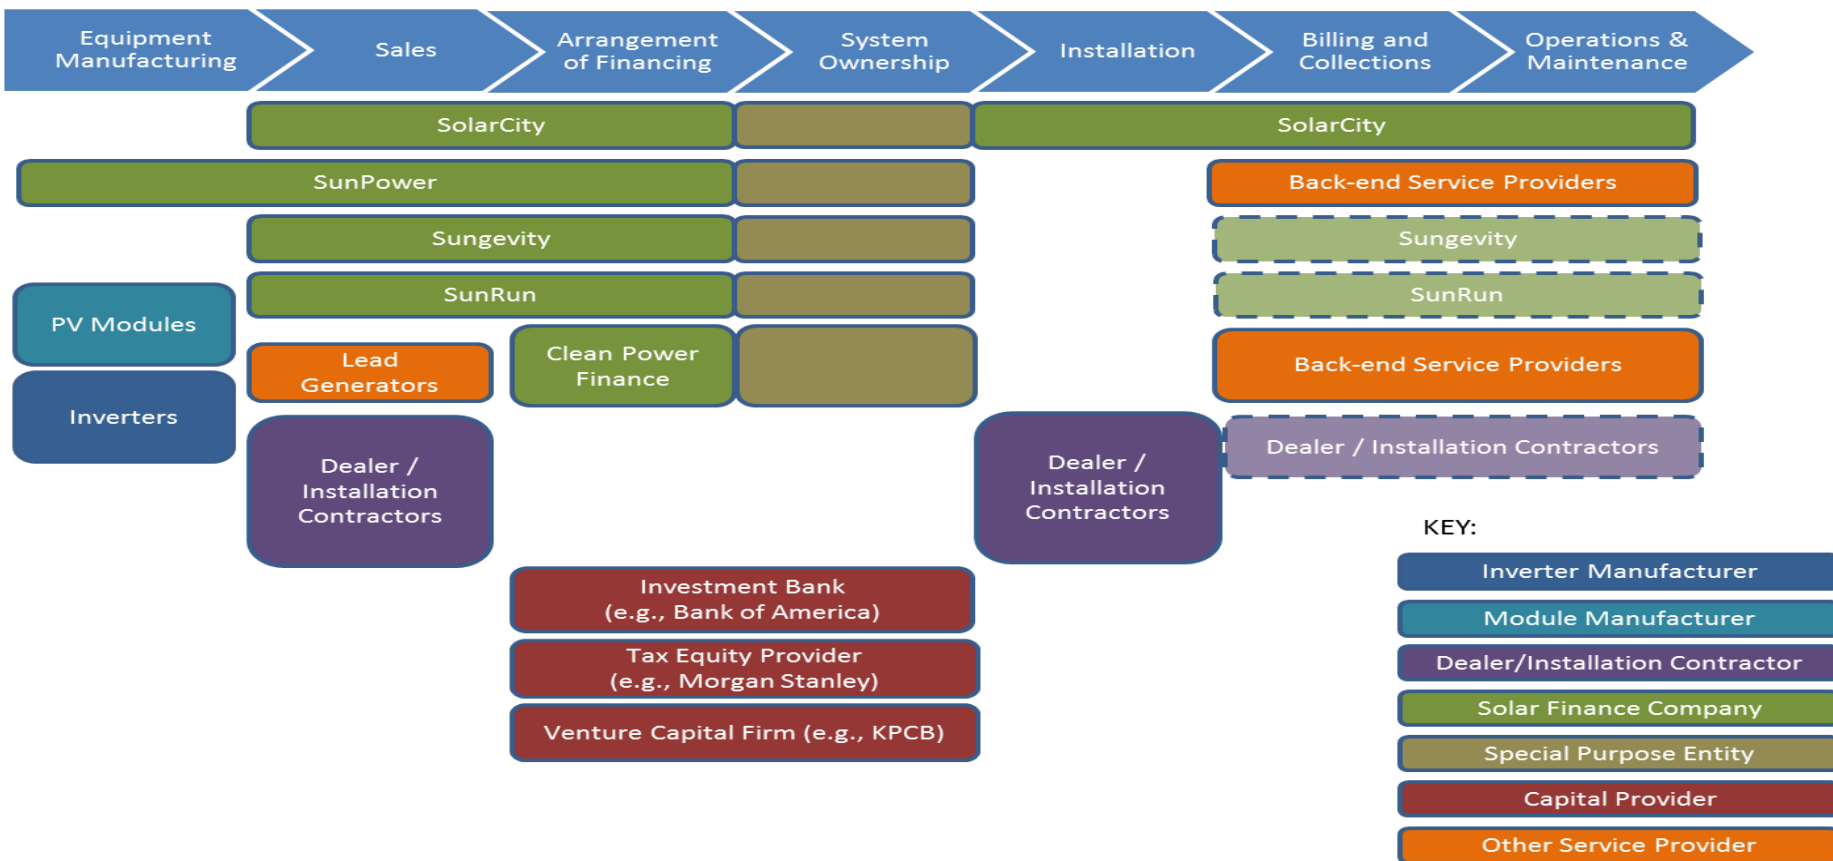 Equipment
Manufacturing
Sales
Arrangement
of Financing
System
Ownership
Installation
Billing and
Collections
Operations &
Maintenance
SolarCity
SolarCity
SunPower
Back-end Service Providers
Sungevity
Sungevity
SunRun
SunRun
PV Modules
Inverters
Lead
Generators
Clean Power
Finance
Back-end Service Providers
Dealer /
Installation
Contractors
Dealer /
Installation
Contractors
Dealer / Installation Contractors
Investment Bank
(e.g., Bank of America)
Tax Equity Provider
(e.g., Morgan Stanley)
Venture Capital Firm (e.g., KPCB)
KEY:
Inverter Manufacturer
Module Manufacturer
Dealer/Installation Contractor
Solar Finance Company
Special Purpose Entity
Capital Provider
Other Service Provider